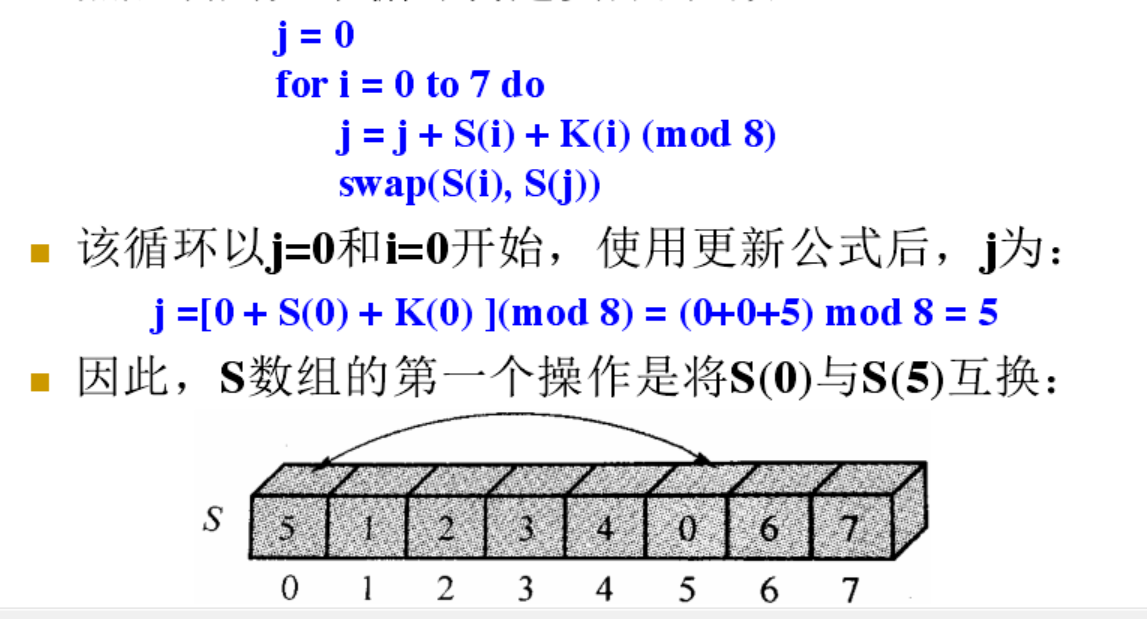 j = 0
for i = 0 to 7 do
j = j + S(i) + K(i) (mod 8)
swap(S(i), S(j))
该循环以j=0和i=0开始，使用更新公式后，j为：
j =[0 + S(0) + K(0) ](mod 8) = (0+0+5) mod 8 = 5
因此，S数组的第一个操作是将S(0)与S(5)互换：
S 5 1 2 3 4 0 6 7
0 1 2 3 4 5 6 7